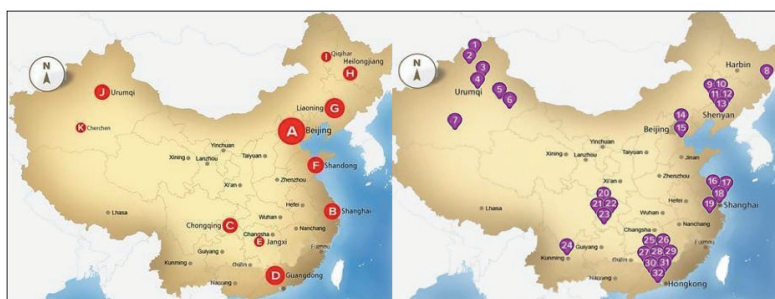 N
I Qiqihar
Heilongjiang
H
J Urumqi
Liaoning G
K Cherchen
A Beijing
Yinchuan
Xining
Lanzhou
Taiyuan
F Shandong
Xi'an
Zhenzhou
Hefei
B Shanghai
Lhasa
Chongqing C
Wuhan
Nanchang
Changsha
E Jangxi
Guiyang
Kunming
D Guangdong
N
1
2
3
4
Urumqi
5
6
7
Harbin
8
9 10
11 12
13
Shenyan
14
Beijing
15
Yinchuan
Xining
Lanzhou
Taiyuan
Jinan
Xi'an
Zhenzhou
16 17
18
19
Shanghai
20
21 22
23
Hefei
Lhasa
Wuhan
Nanchang
Changsha
24
Guiyang
Kunming
25 26
27 28 29
30 31
32
Hongkong